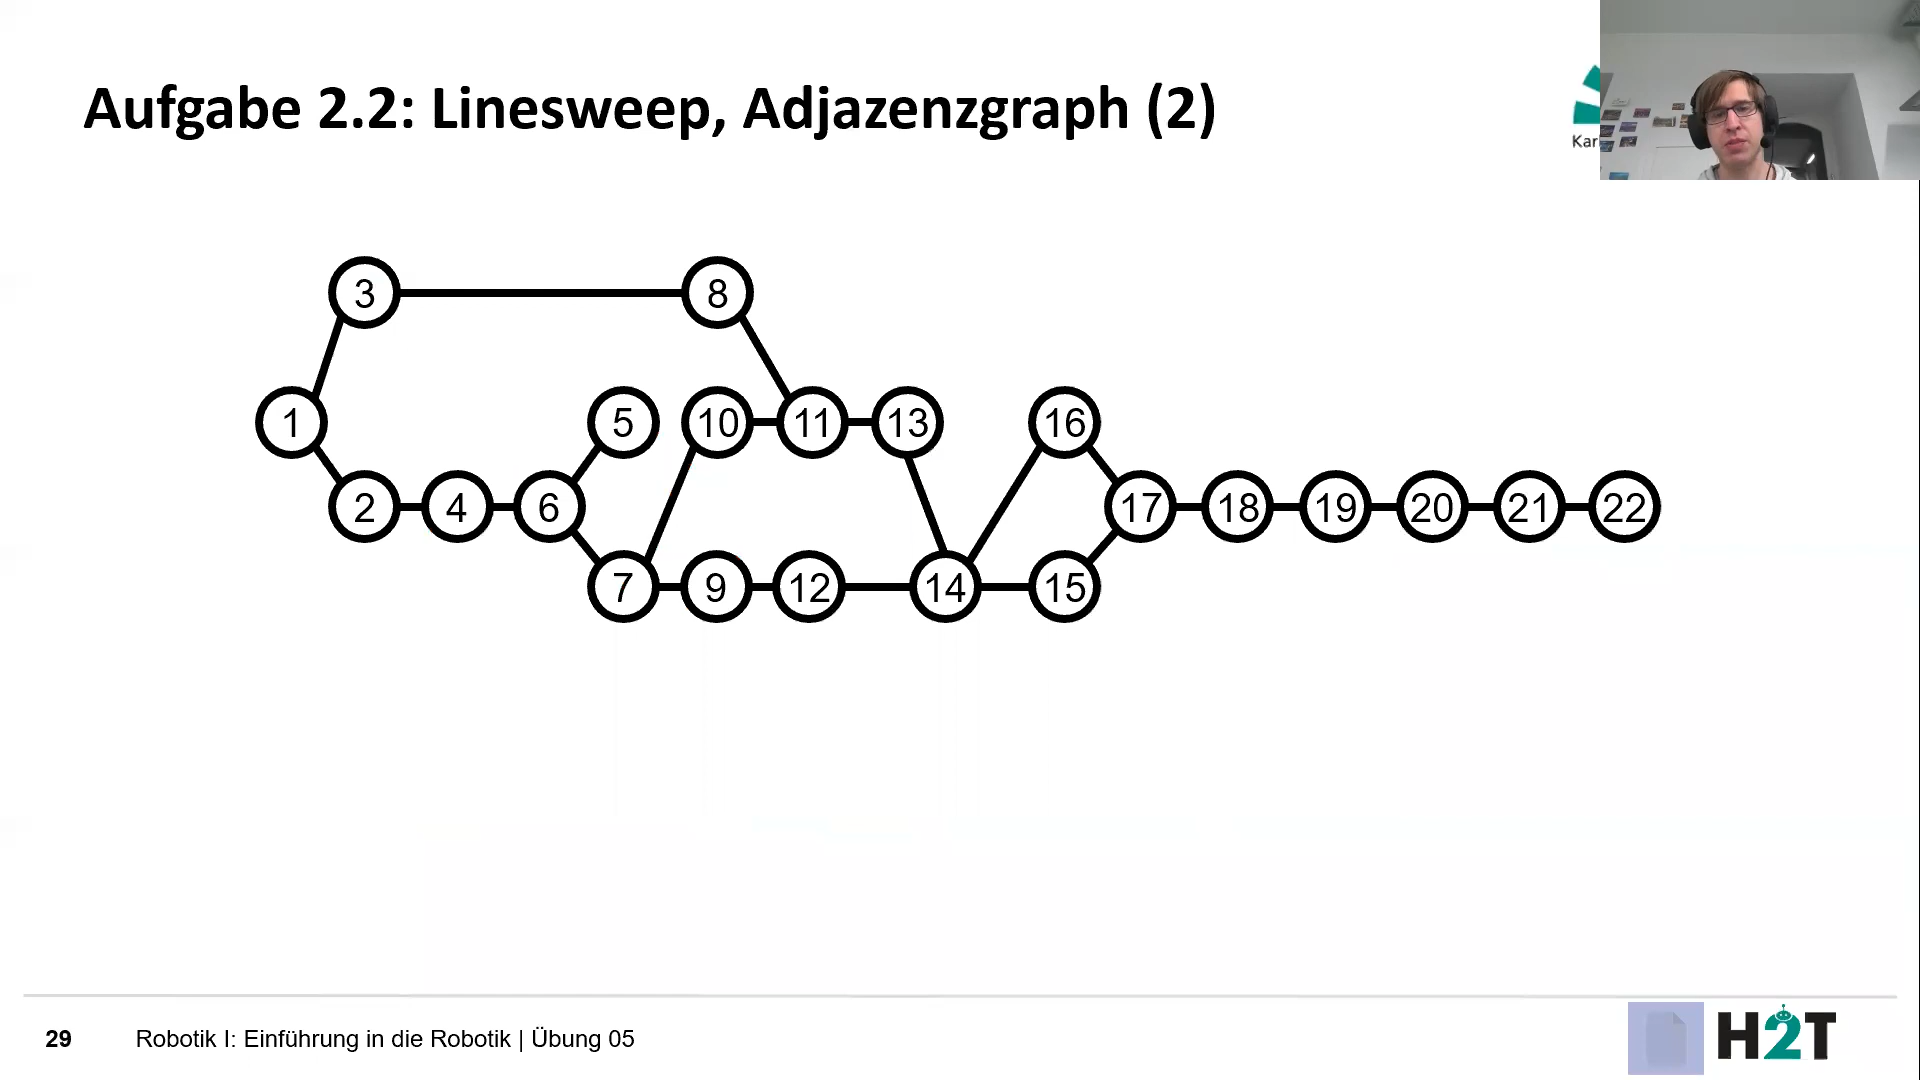 Aufgabe 2.2: Linesweep, Adjazenzgraph (2)
Kar
3 8
1 5 10 11 13 16
2 4 6 17 18 19 20 21 22
7 9 12 14 15
29 Robotik I: Einführung in die Robotik | Übung 05
H2T